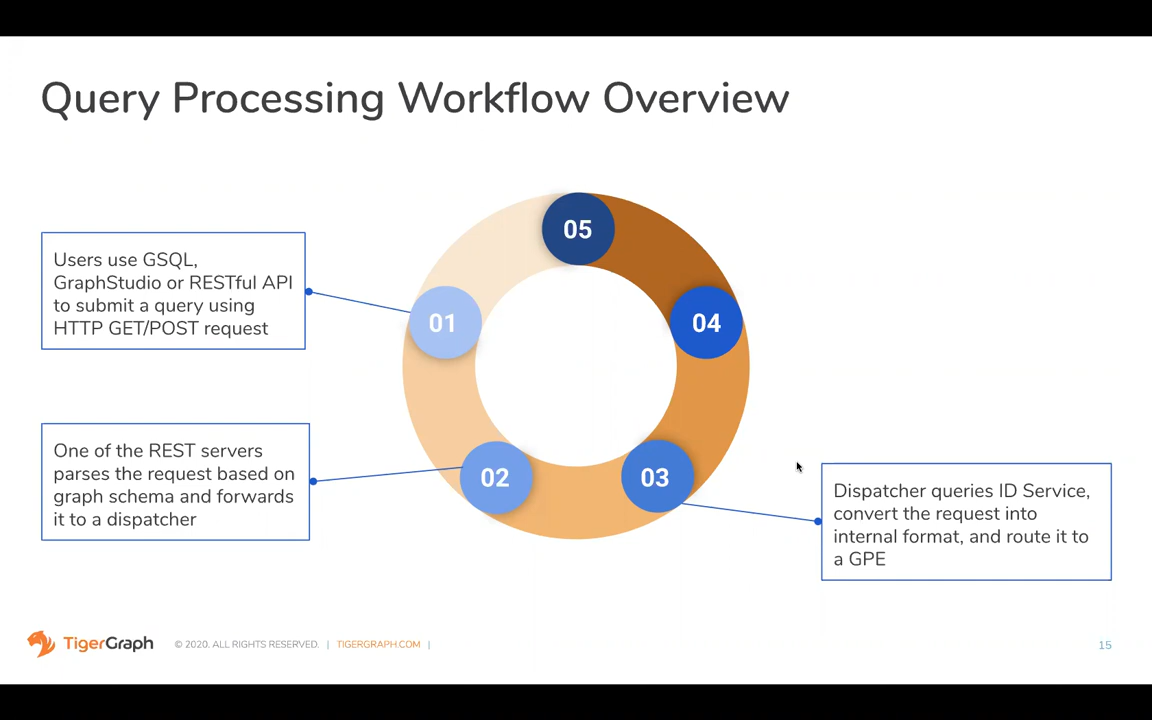 Query Processing Workflow Overview
05
Users use GSQL,
GraphStudio or RESTful API
to submit a query using
HTTP GET/POST request
01
04
One of the REST servers
parses the request based on
graph schema and forwards
it to a dispatcher
02
03
Dispatcher queries ID Service,
convert the request into
internal format, and route it to
a GPE
TigerGraph
© 2020. ALL RIGHTS RESERVED. | TIGERGRAPH.COM |
15